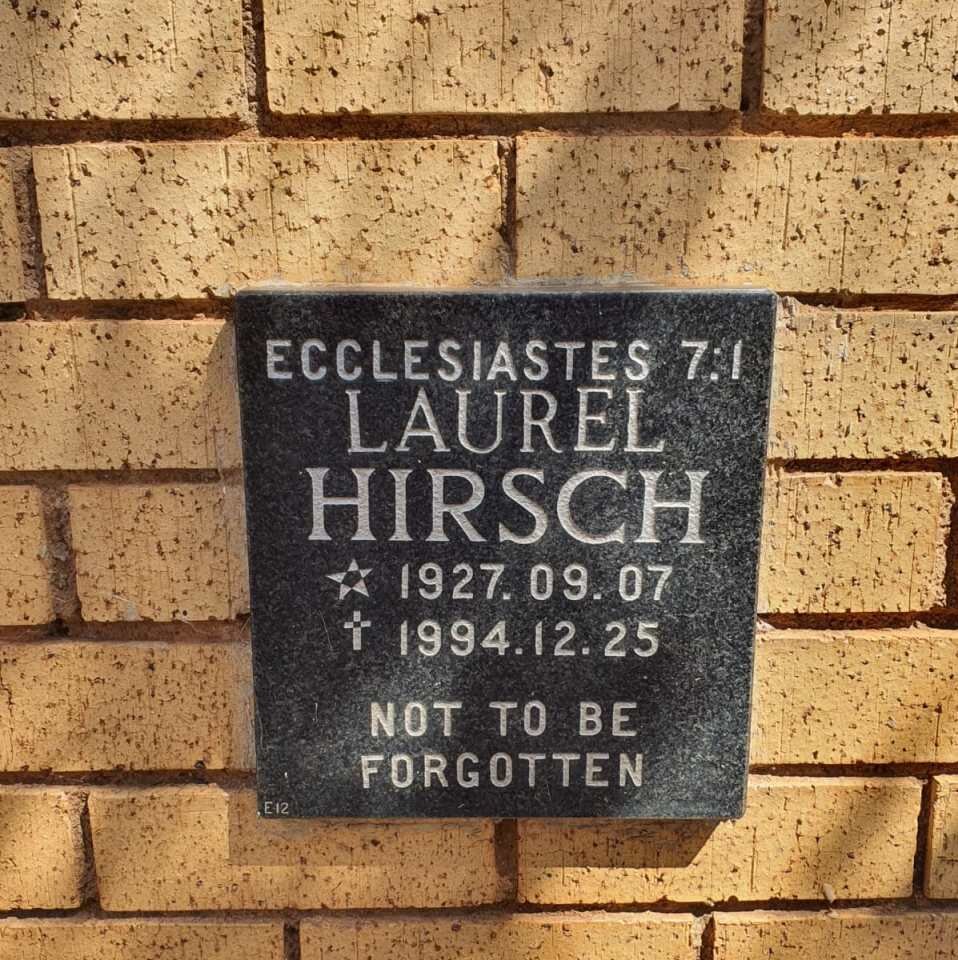 ECCLESIASTES 7:1
LAUREL
HIRSCH
☆ 1927.09.07
✝ 1994.12.25
NOT TO BE
FORGOTTEN
E12